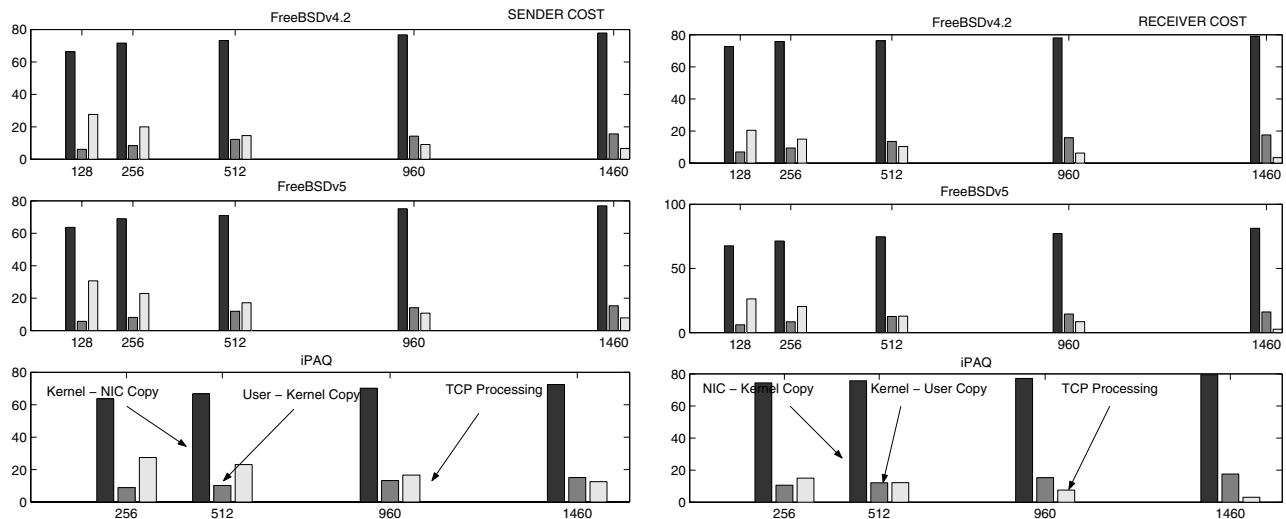 FreeBSDv4.2 SENDER COST
80
60
40
20
0
128 256 512 960 1460
FreeBSDv5
80
60
40
20
0
128 256 512 960 1460
iPAQ
80
60
40
20
0
Kernel – NIC Copy
User – Kernel Copy
TCP Processing
256 512 960 1460
FreeBSDv4.2 RECEIVER COST
80
60
40
20
0
128 256 512 960 1460
FreeBSDv5
100
50
0
128 256 512 960 1460
iPAQ
80
60
40
20
0
NIC – Kernel Copy
Kernel – User Copy
TCP Processing
256 512 960 1460